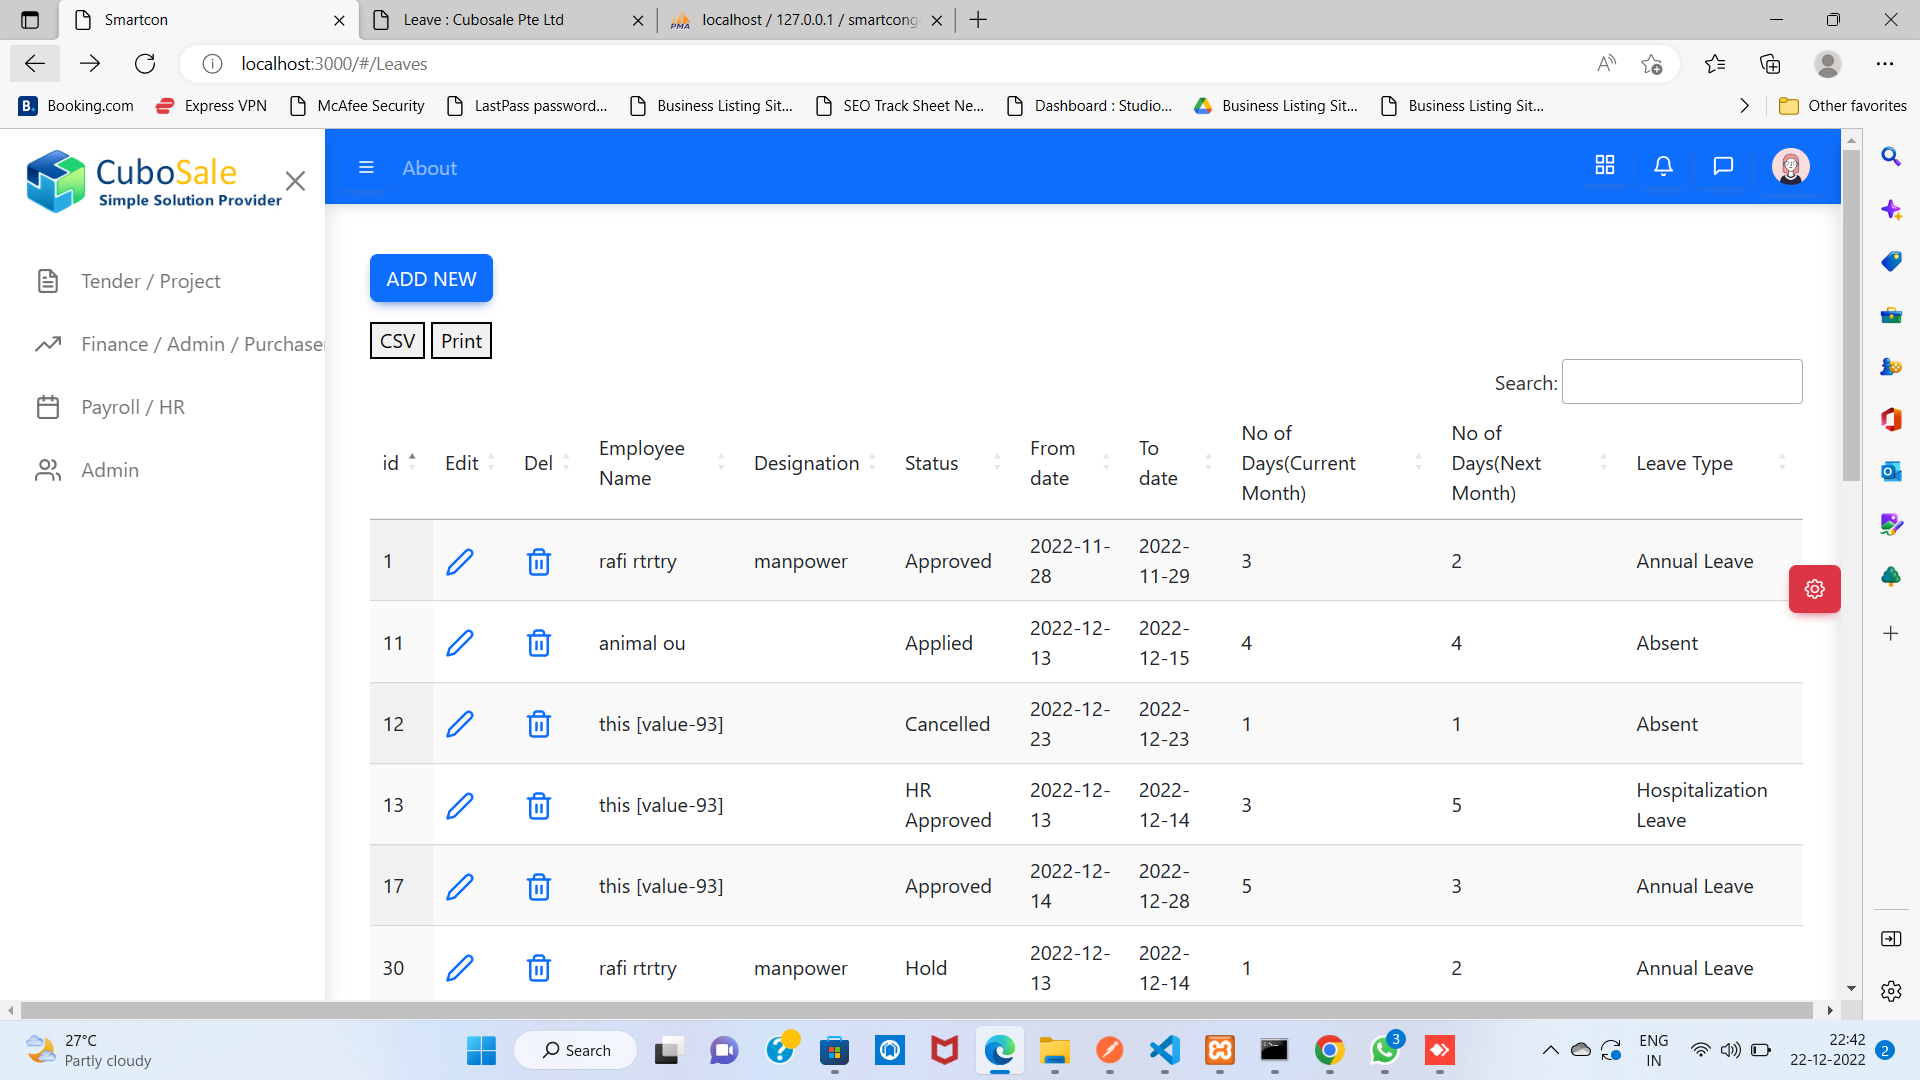 Smartcon
Leave : Cubosale Pte Ltd
localhost / 127.0.0.1 / smartcong
localhost:3000/#/Leaves
Booking.com
Express VPN
McAfee Security
LastPass password...
Business Listing Sit...
SEO Track Sheet Ne...
Dashboard : Studio...
Business Listing Sit...
Business Listing Sit...
Other favorites
CuboSale
Simple Solution Provider
About
Tender / Project
Finance / Admin / Purchaser
Payroll / HR
Admin
ADD NEW
CSV Print
Search:
id Edit Del Employee Name Designation Status From date To date No of Days(Current Month) No of Days(Next Month) Leave Type
1 rafi rtrtry manpower Approved 2022-11-28 2022-11-29 3 2 Annual Leave
11 animal ou Applied 2022-12-13 2022-12-15 4 4 Absent
12 this [value-93] Cancelled 2022-12-23 2022-12-23 1 1 Absent
13 this [value-93] HR Approved 2022-12-13 2022-12-14 3 5 Hospitalization Leave
17 this [value-93] Approved 2022-12-14 2022-12-28 5 3 Annual Leave
30 rafi rtrtry manpower Hold 2022-12-13 2022-12-14 1 2 Annual Leave
27°C
Partly cloudy
Search
3
ENG
IN
22:42
22-12-2022
2